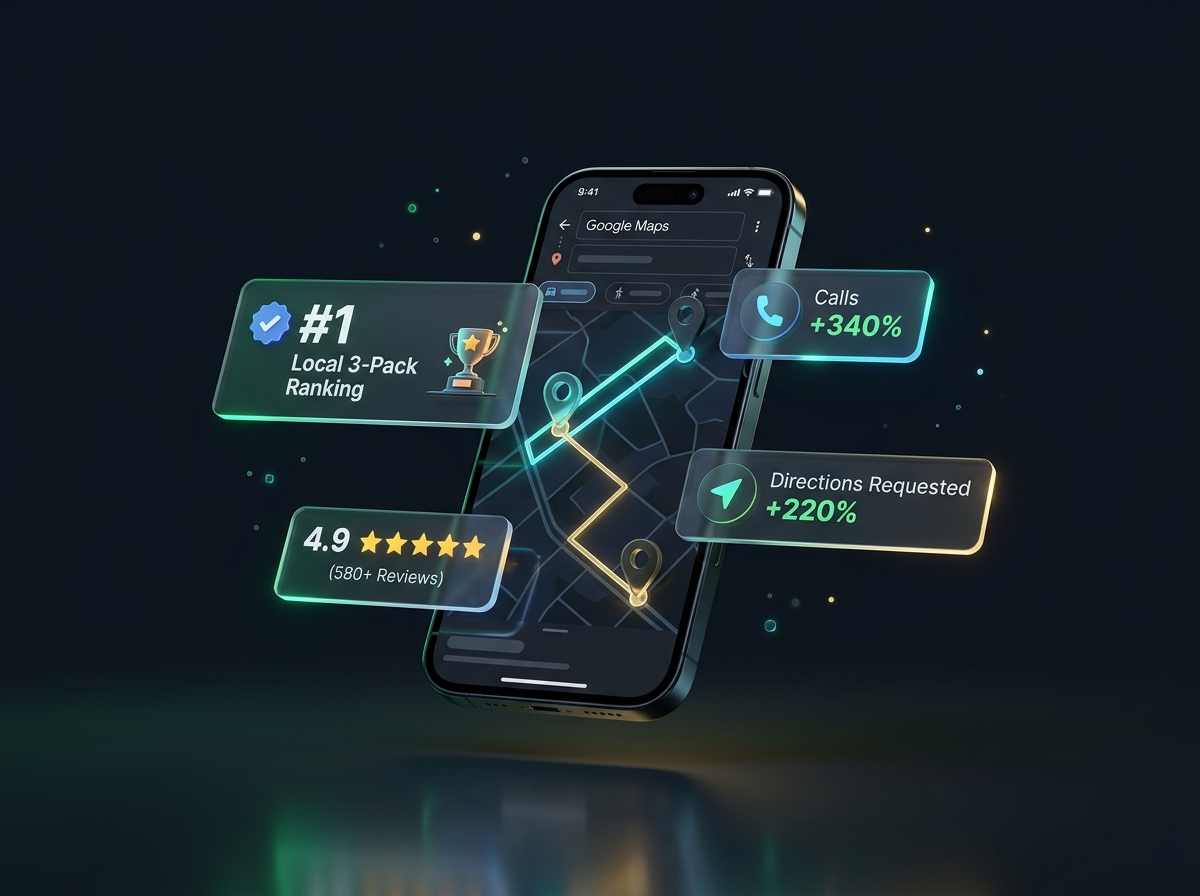 9:41
Google Maps
#1
Local 3-Pack
Ranking
Calls
+340%
Directions Requested
+220%
4.9
(580+ Reviews)